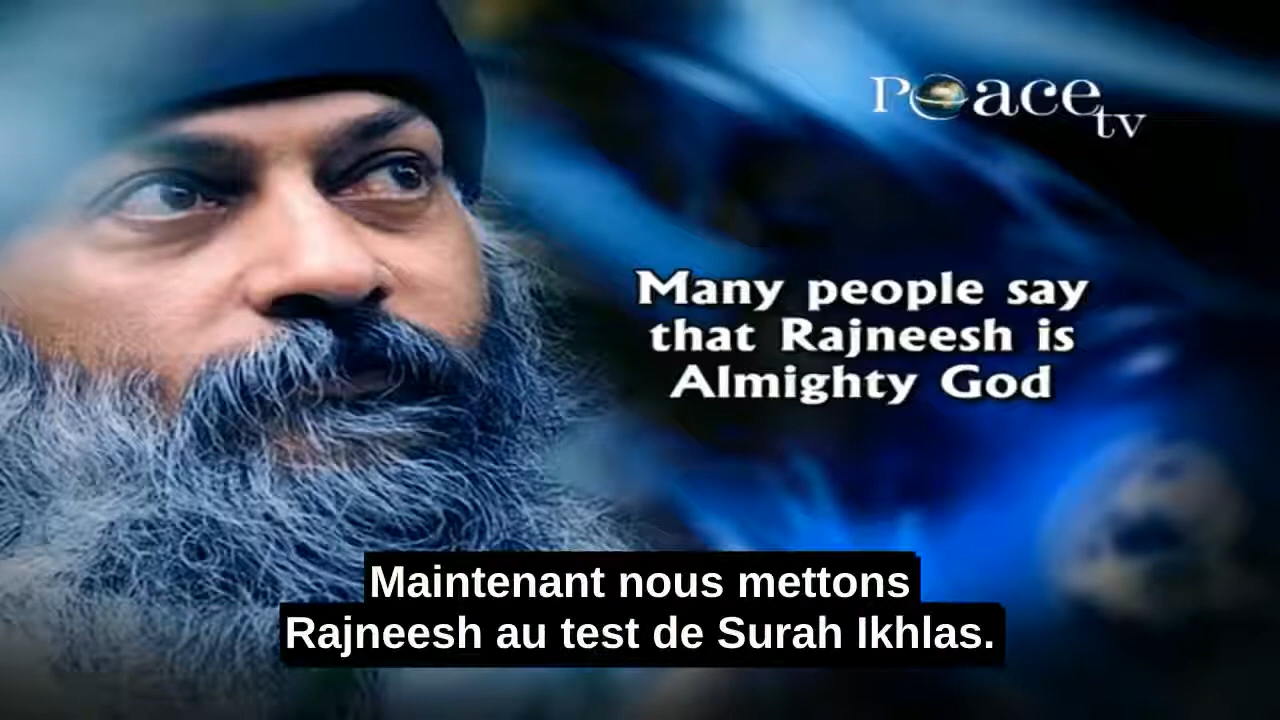 Peace tv
Many people say
that Rajneesh is
Almighty God
Maintenant nous mettons
Rajneesh au test de Surah Ikhlas.